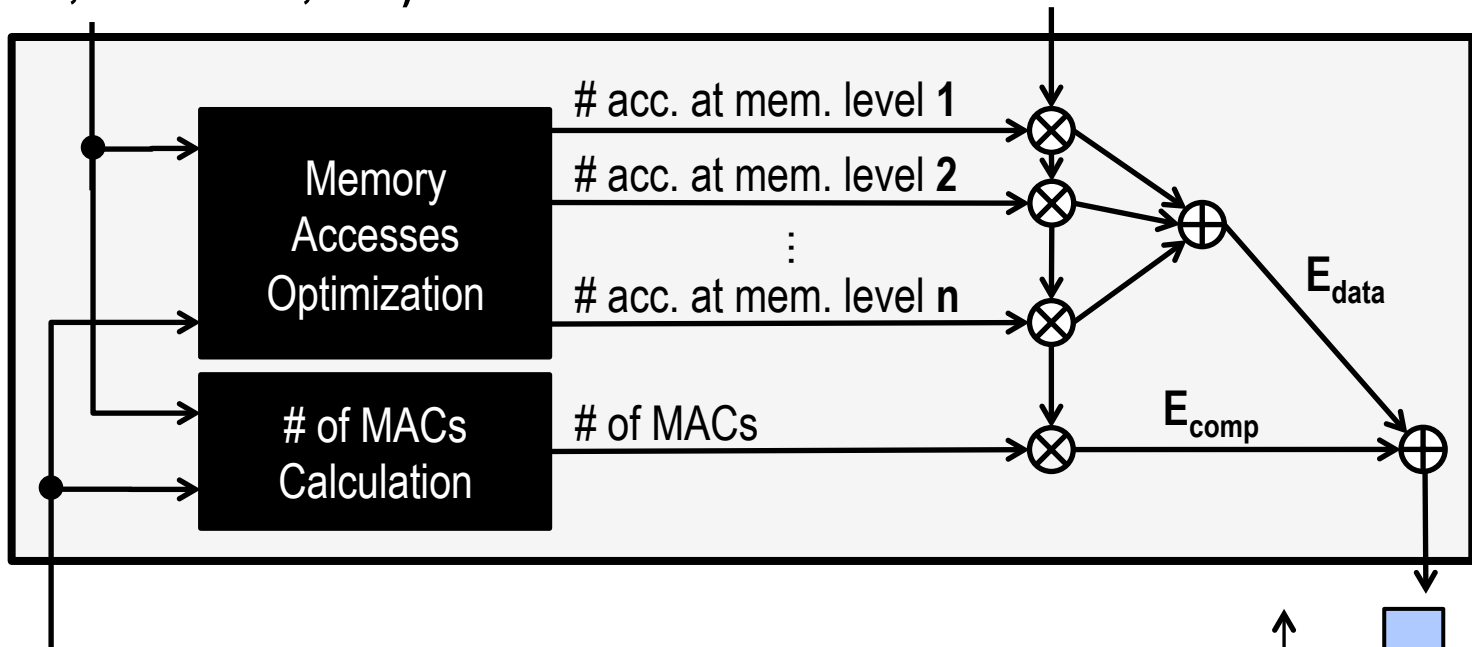 # acc. at mem. level 1
Memory
Accesses
Optimization
# acc. at mem. level 2
⋮
# acc. at mem. level n
E_data
# of MACs
Calculation
# of MACs
E_comp